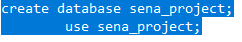 create database sena_project;
use sena_project;